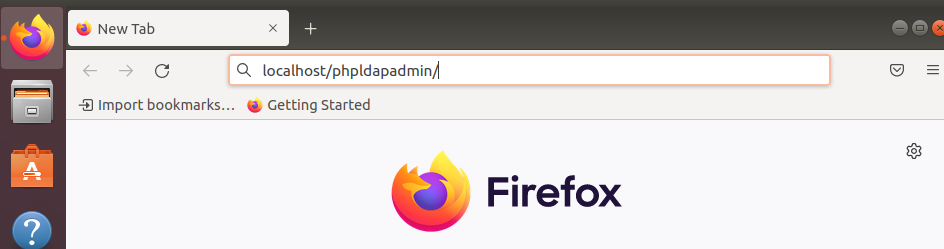 New Tab
localhost/phpldapadmin/
Import bookmarks... Getting Started
Firefox